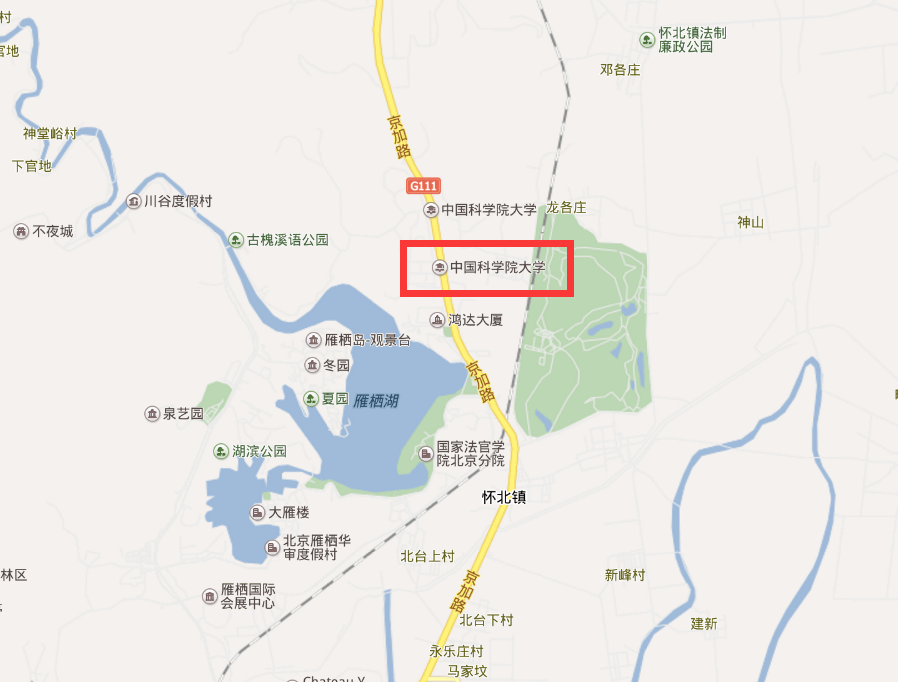 村
官地
神堂峪村
下官地
川谷度假村
不夜城
古槐溪语公园
怀北镇法制
廉政公园
邓各庄
京加路
G111
中国科学院大学
龙各庄
神山
中国科学院大学
鸿达大厦
雁栖岛-观景台
冬园
夏园
雁栖湖
京加路
泉艺园
湖滨公园
国家法官学
院北京分院
怀北镇
大雁楼
北京雁栖华
审度假村
北台上村
林区
雁栖国际
会展中心
新峰村
京加路
北台下村
建新
永乐庄村
马家坟
Chateau Y